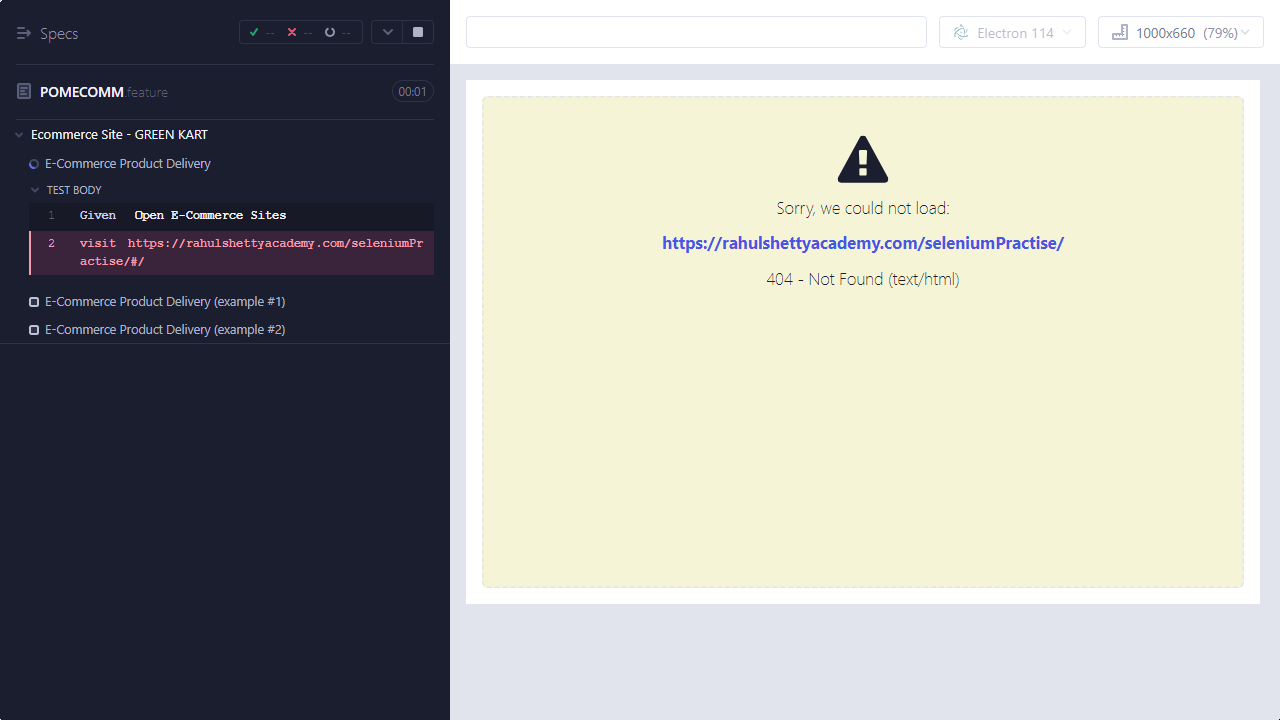 Specs
-- -- --
POMECOMM.feature 00:01
Ecommerce Site - GREEN KART
E-Commerce Product Delivery
TEST BODY
1 Given Open E-Commerce Sites
2 visit https://rahulshettyacademy.com/seleniumPr
actise/#/
E-Commerce Product Delivery (example #1)
E-Commerce Product Delivery (example #2)
Electron 114
1000x660 (79%)
Sorry, we could not load:
https://rahulshettyacademy.com/seleniumPractise/
404 - Not Found (text/html)